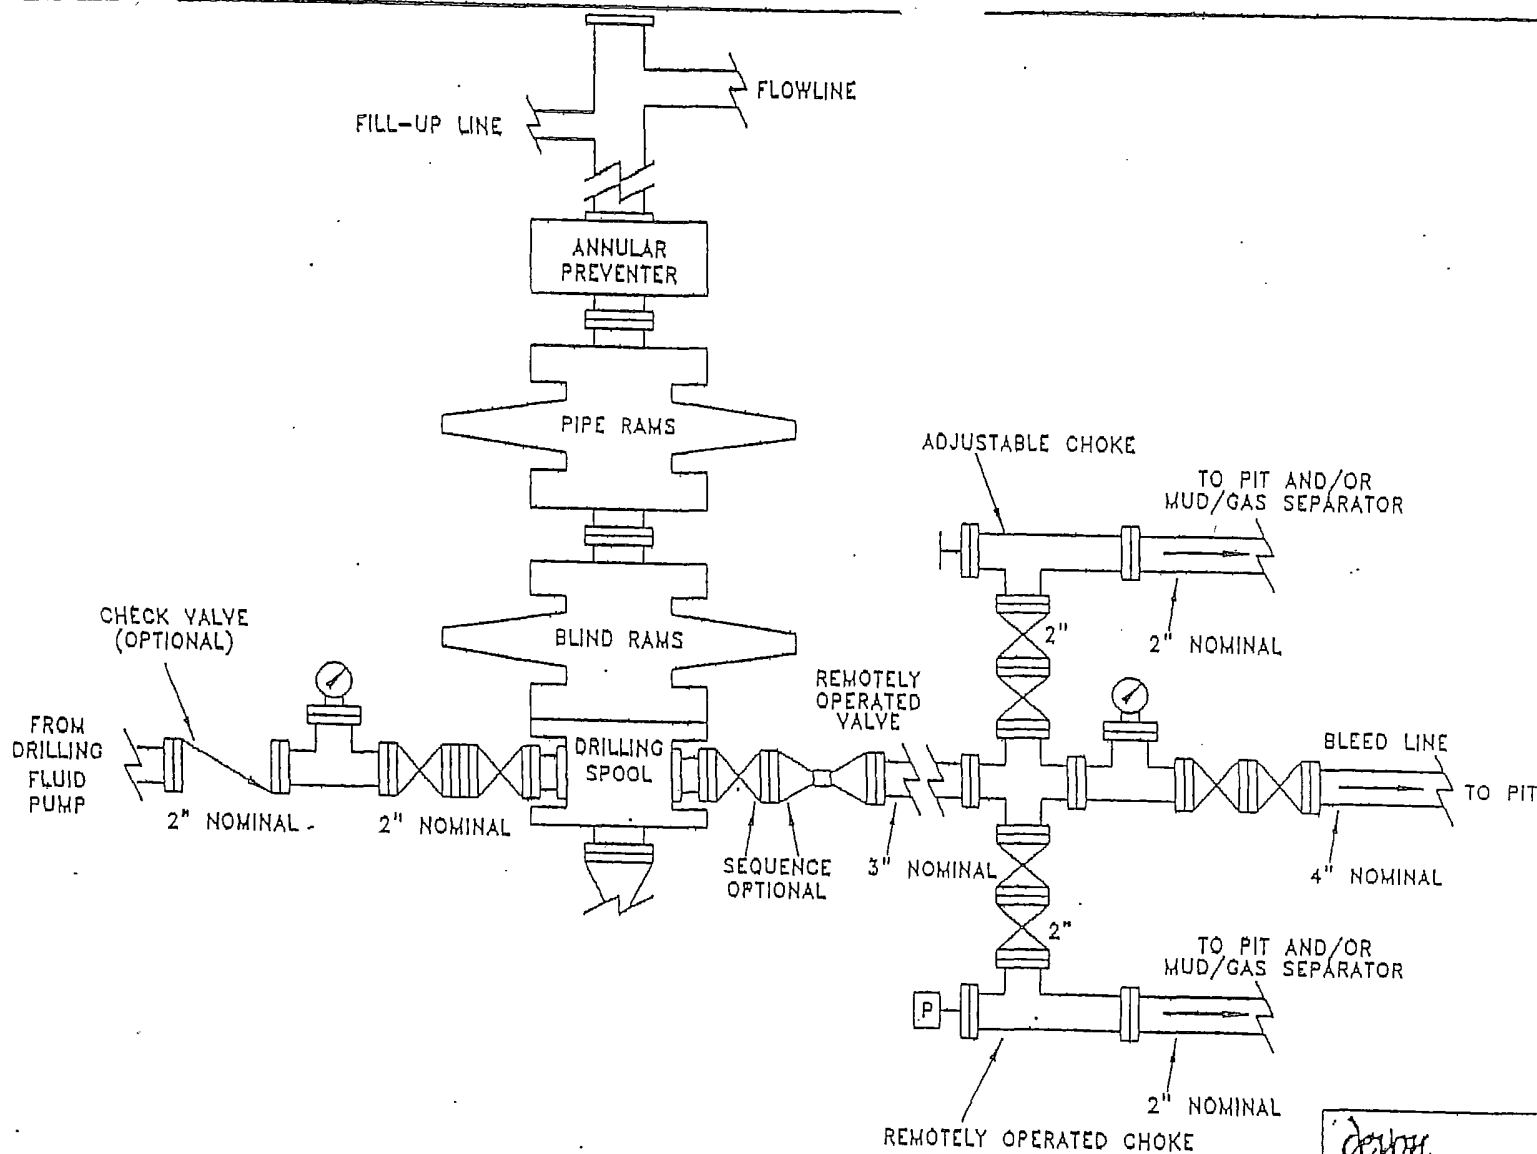 FLOWLINE
FILL-UP LINE
ANNULAR
PREVENTER
PIPE RAMS
ADJUSTABLE CHOKE
TO PIT AND/OR
MUD/GAS SEPARATOR
2" NOMINAL
2"
CHECK VALVE
(OPTIONAL)
BLIND RAMS
REMOTELY
OPERATED
VALVE
FROM
DRILLING
FLUID
PUMP
2" NOMINAL
2" NOMINAL
DRILLING
SPOOL
SEQUENCE
OPTIONAL
3" NOMINAL
BLEED LINE
TO PIT
4" NOMINAL
2"
TO PIT AND/OR
MUD/GAS SEPARATOR
P
2" NOMINAL
REMOTELY OPERATED CHOKE